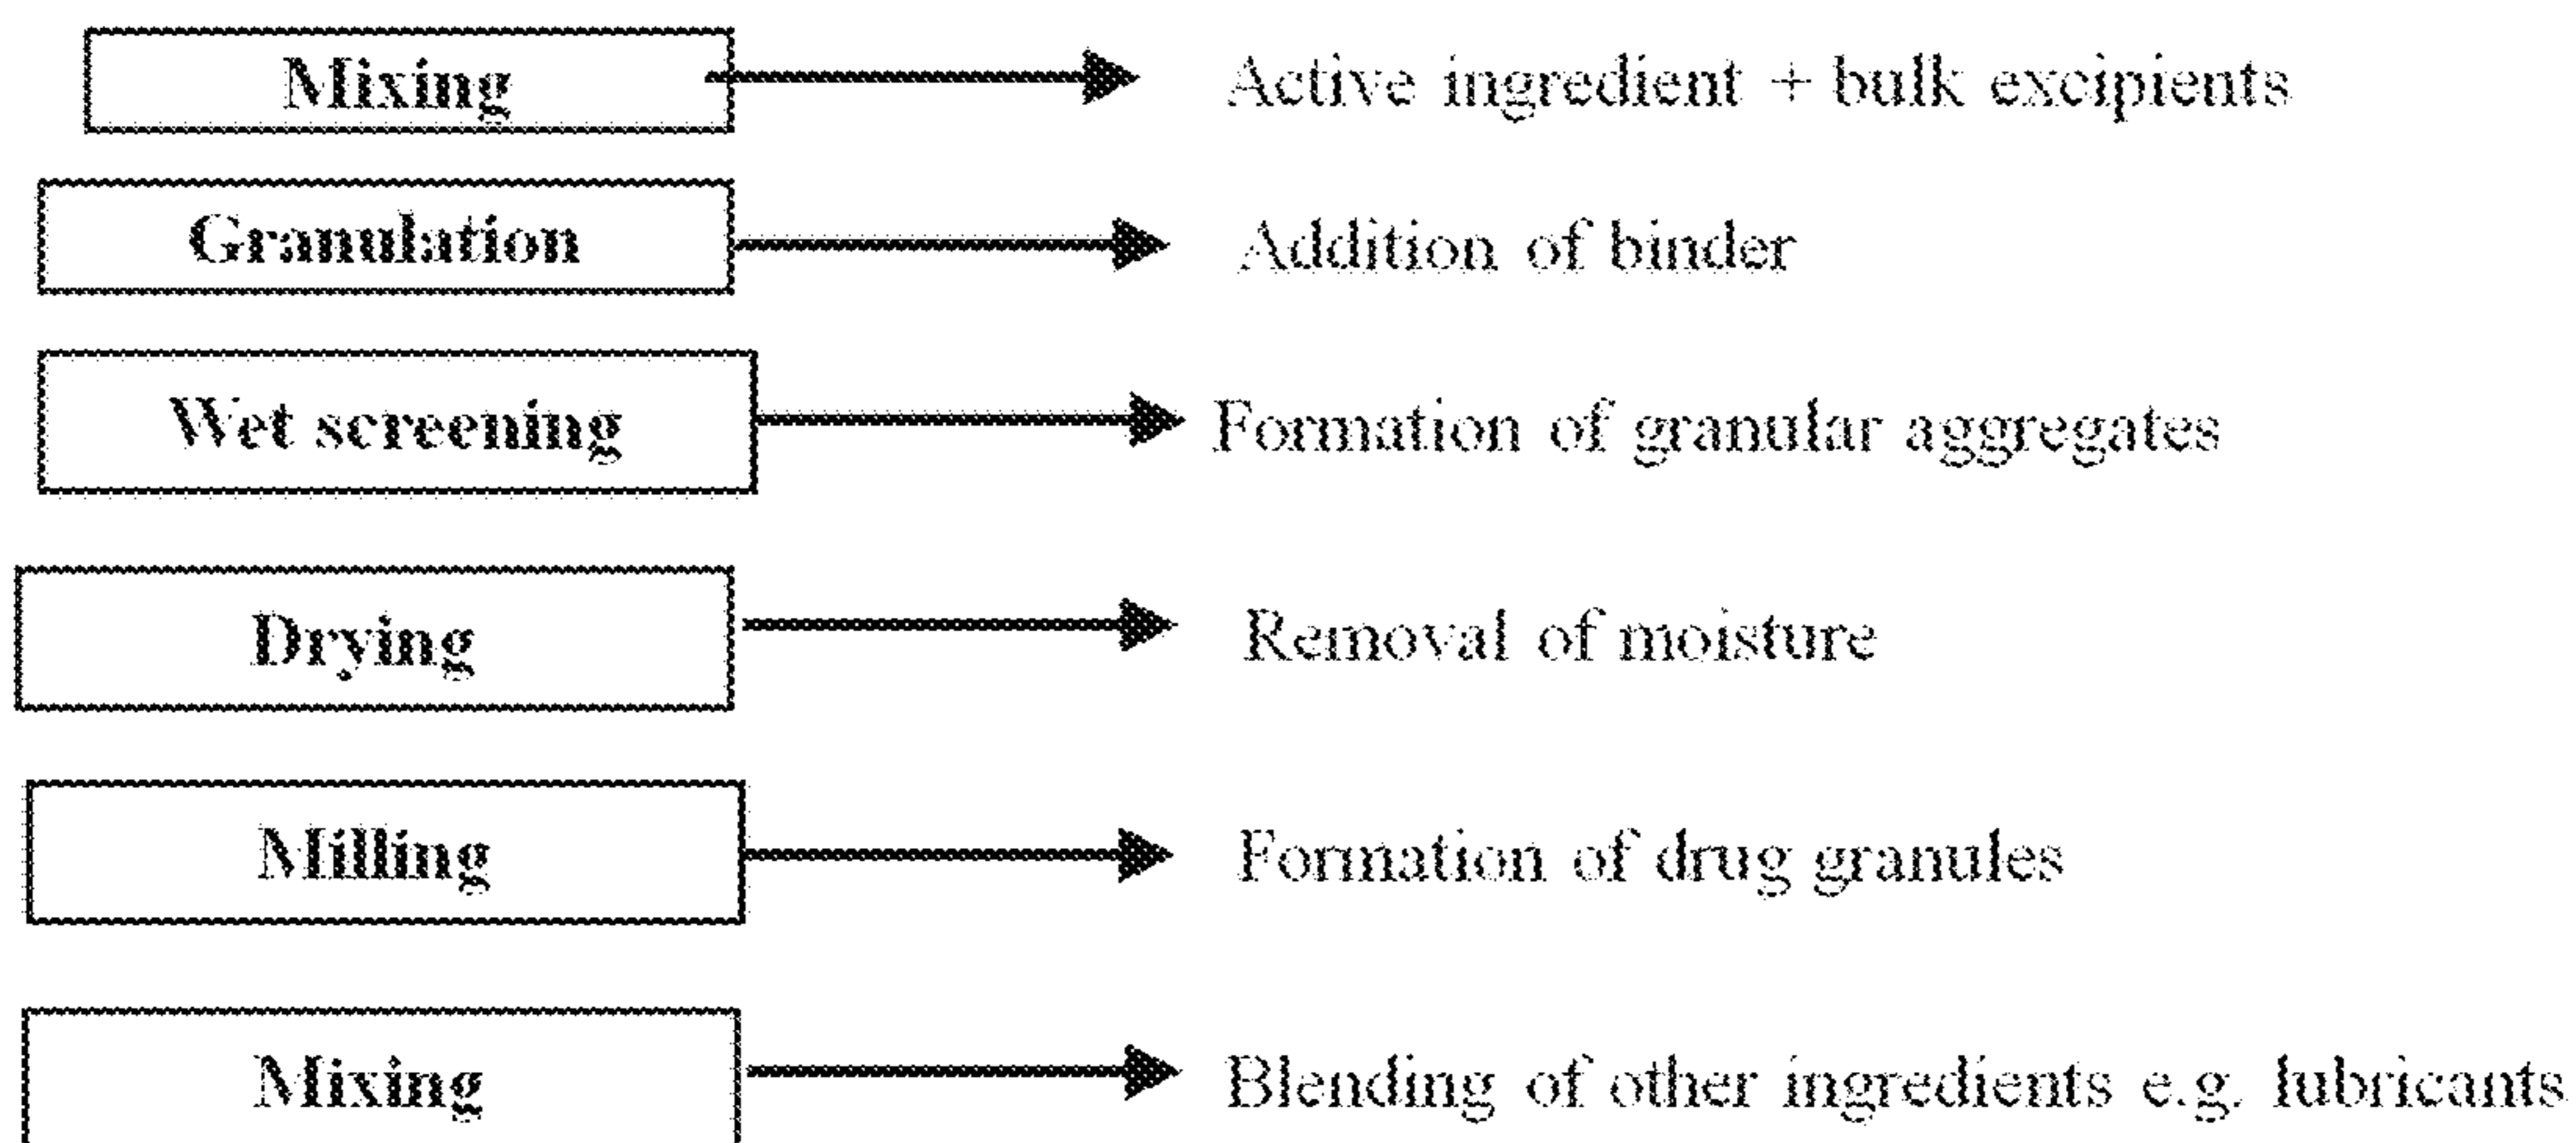 Mixing Active ingredient + bulk excipients
Granulation Addition of binder
Wet screening Formation of granular aggregates
Drying Removal of moisture
Milling Formation of drug granules
Mixing Blending of other ingredients e.g. lubricants